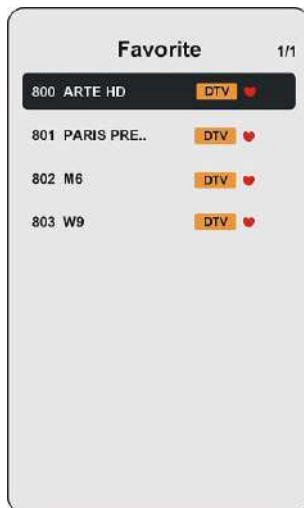 Favorite 1/1
800 ARTE HD DTV
801 PARIS PRE.. DTV
802 M6 DTV
803 W9 DTV